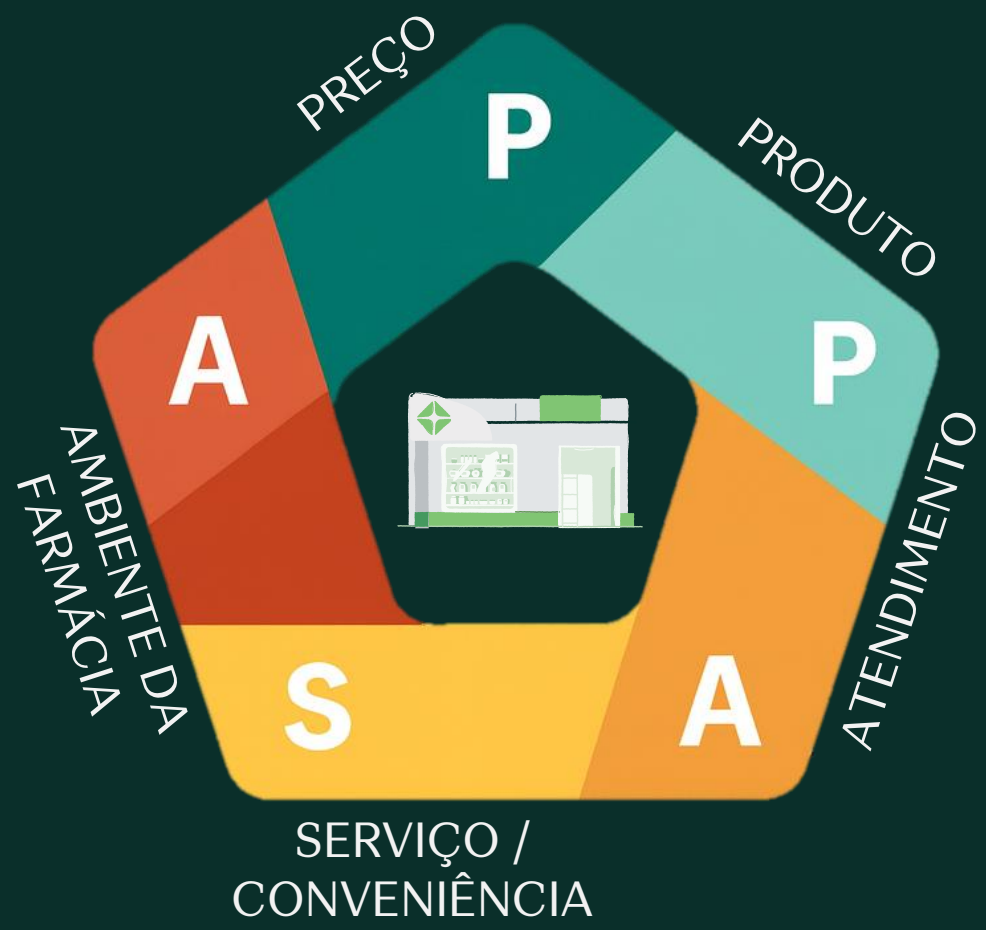 PREÇO
P
PRODUTO
P
A
AMBIENTE DA
FARMÁCIA
ATENDIMENTO
S
A
SERVIÇO /
CONVENIÊNCIA